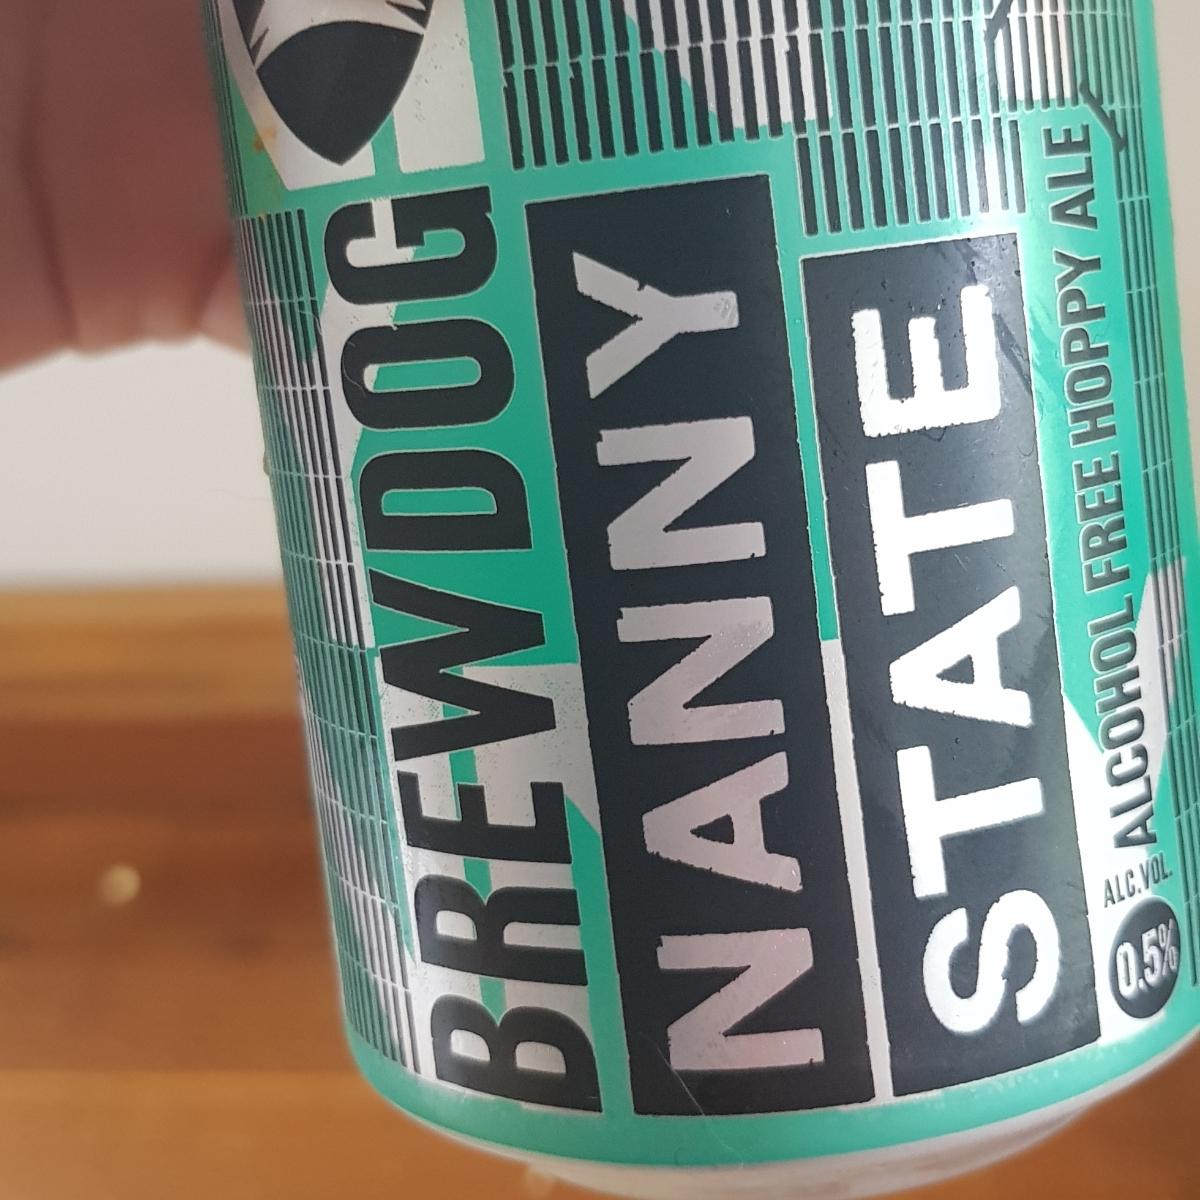 BREWDOG
NANNY
STATE
ALCOHOL FREE HOPPY ALE
ALC.VOL.
0.5%